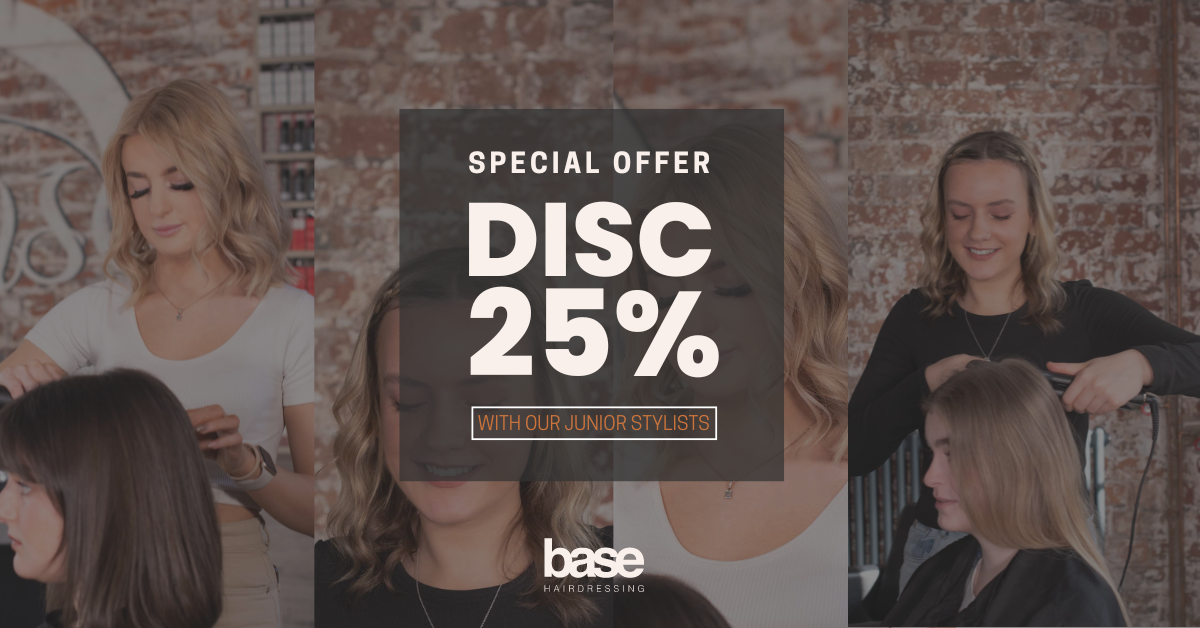 SPECIAL OFFER
DISC
25%
WITH OUR JUNIOR STYLISTS
base
HAIRDRESSING